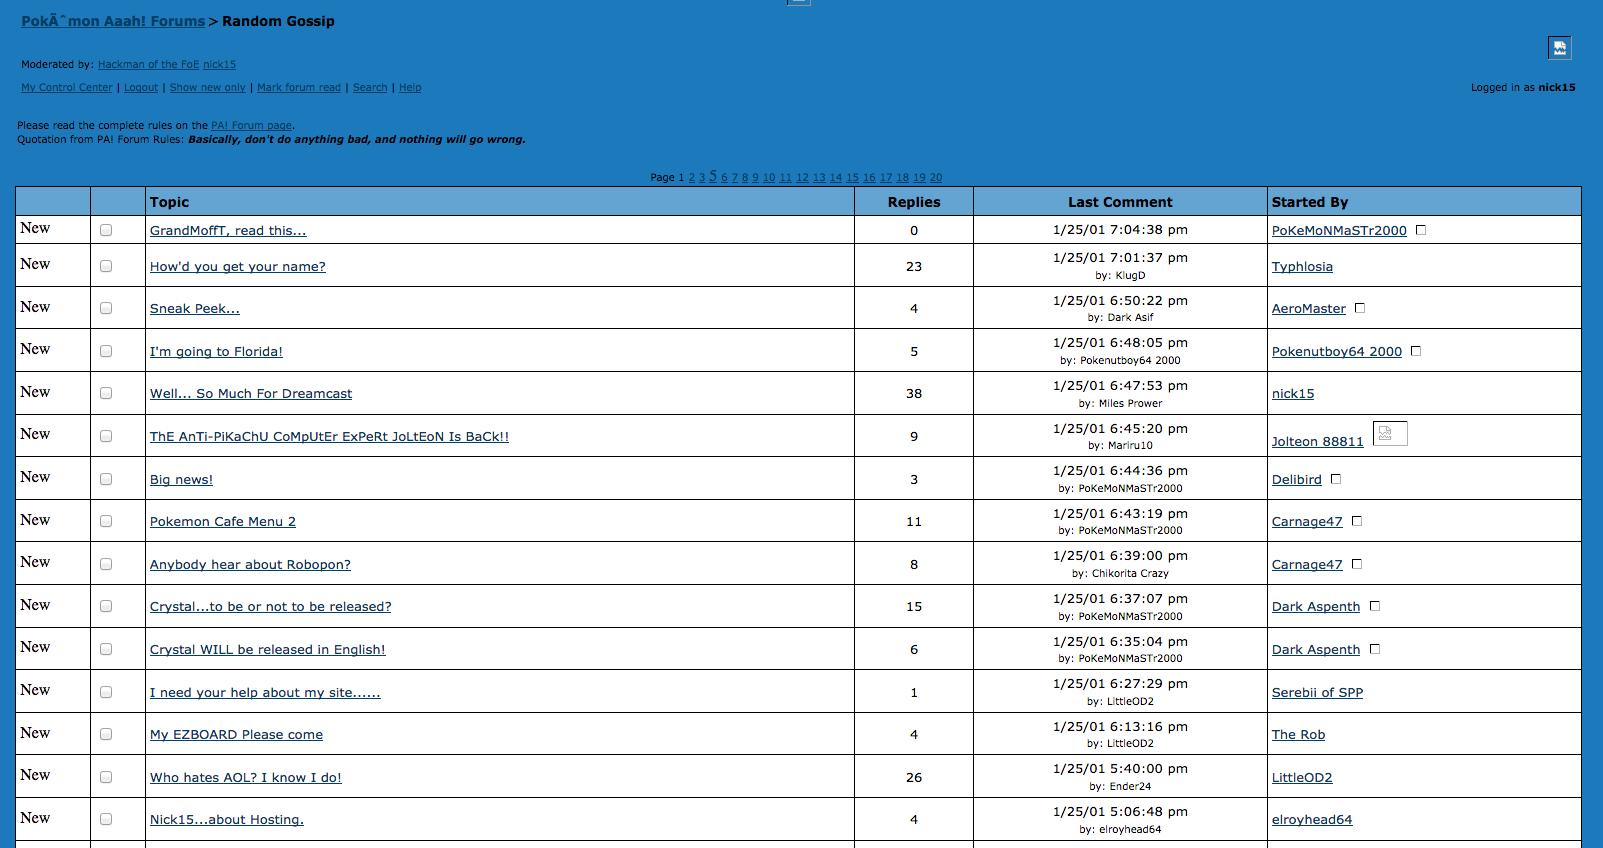 PokÃˆmon Aaah! Forums > Random Gossip
Moderated by: Hackman of the FoE nick15
My Control Center | Logout | Show new only | Mark forum read | Search | Help
Logged in as nick15
Please read the complete rules on the PA! Forum page.
Quotation from PA! Forum Rules: Basically, don't do anything bad, and nothing will go wrong.
Page 1 2 3 5 6 7 8 9 10 11 12 13 14 15 16 17 18 19 20
Topic Replies Last Comment Started By
New GrandMoffT, read this... 0 1/25/01 7:04:38 pm PoKeMoNMaSTr2000
New How'd you get your name? 23 1/25/01 7:01:37 pm Typhlosia
by: KlugD
New Sneak Peek... 4 1/25/01 6:50:22 pm AeroMaster
by: Dark Asif
New I'm going to Florida! 5 1/25/01 6:48:05 pm Pokenutboy64 2000
by: Pokenutboy64 2000
New Well... So Much For Dreamcast 38 1/25/01 6:47:53 pm nick15
by: Miles Prower
New ThE AnTi-PiKaChU CoMpUtEr ExPeRt JoLtEoN Is BaCk!! 9 1/25/01 6:45:20 pm Jolteon 88811
by: Mariru10
New Big news! 3 1/25/01 6:44:36 pm Delibird
by: PoKeMoNMaSTr2000
New Pokemon Cafe Menu 2 11 1/25/01 6:43:19 pm Carnage47
by: PoKeMoNMaSTr2000
New Anybody hear about Robopon? 8 1/25/01 6:39:00 pm Carnage47
by: Chikorita Crazy
New Crystal...to be or not to be released? 15 1/25/01 6:37:07 pm Dark Aspenth
by: PoKeMoNMaSTr2000
New Crystal WILL be released in English! 6 1/25/01 6:35:04 pm Dark Aspenth
by: PoKeMoNMaSTr2000
New I need your help about my site...... 1 1/25/01 6:27:29 pm Serebii of SPP
by: LittleOD2
New My EZBOARD Please come 4 1/25/01 6:13:16 pm The Rob
by: LittleOD2
New Who hates AOL? I know I do! 26 1/25/01 5:40:00 pm LittleOD2
by: Ender24
New Nick15...about Hosting. 4 1/25/01 5:06:48 pm elroyhead64
by: elroyhead64